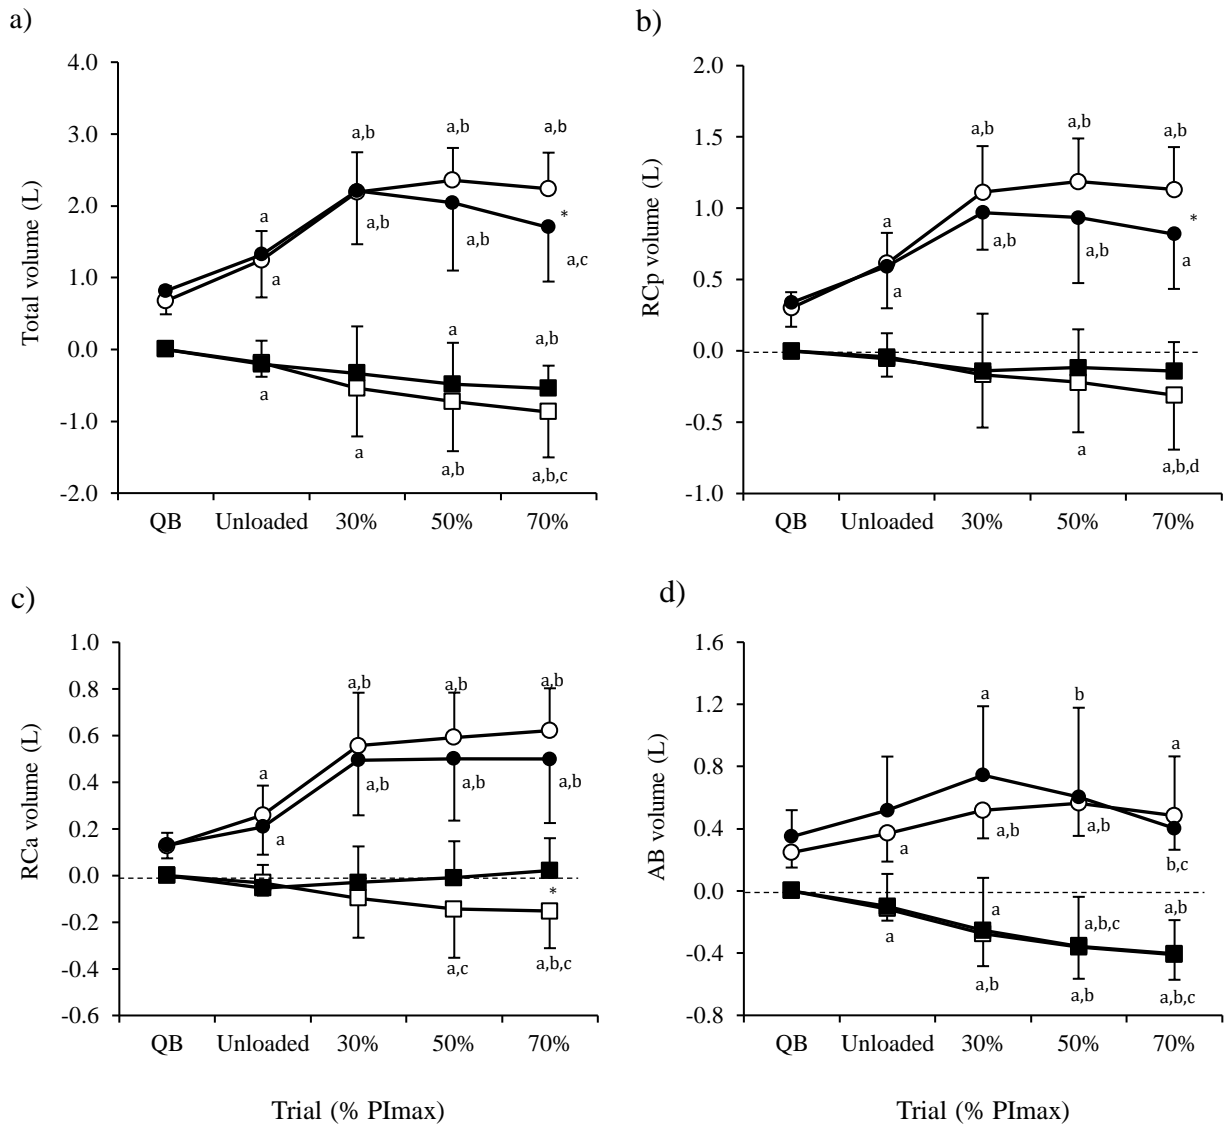 a)
Total volume (L)
4.0
3.0
2.0
1.0
0.0
-1.0
-2.0
a
a
a,b
a,b
a,b
a,b
a,b
*
a,c
a
a
a
a,b
a,b
a,b,c
QB Unloaded 30% 50% 70%
b)
RCp volume (L)
2.0
1.5
1.0
0.5
0.0
-0.5
-1.0
a
a
a,b
a,b
a,b
a,b
a,b
*
a
a
a,b,d
QB Unloaded 30% 50% 70%
c)
RCa volume (L)
1.0
0.8
0.6
0.4
0.2
0.0
-0.2
-0.4
-0.6
a
a
a,b
a,b
a,b
a,b
a,b
a,b
*
a,c
a,b,c
QB Unloaded 30% 50% 70%
Trial (% PImax)
d)
AB volume (L)
1.6
1.2
0.8
0.4
0.0
-0.4
-0.8
a
a
a,b
b
a,b
a
b,c
a
a
a,b
a,b,c
a,b
a,b
a,b,c
QB Unloaded 30% 50% 70%
Trial (% PImax)